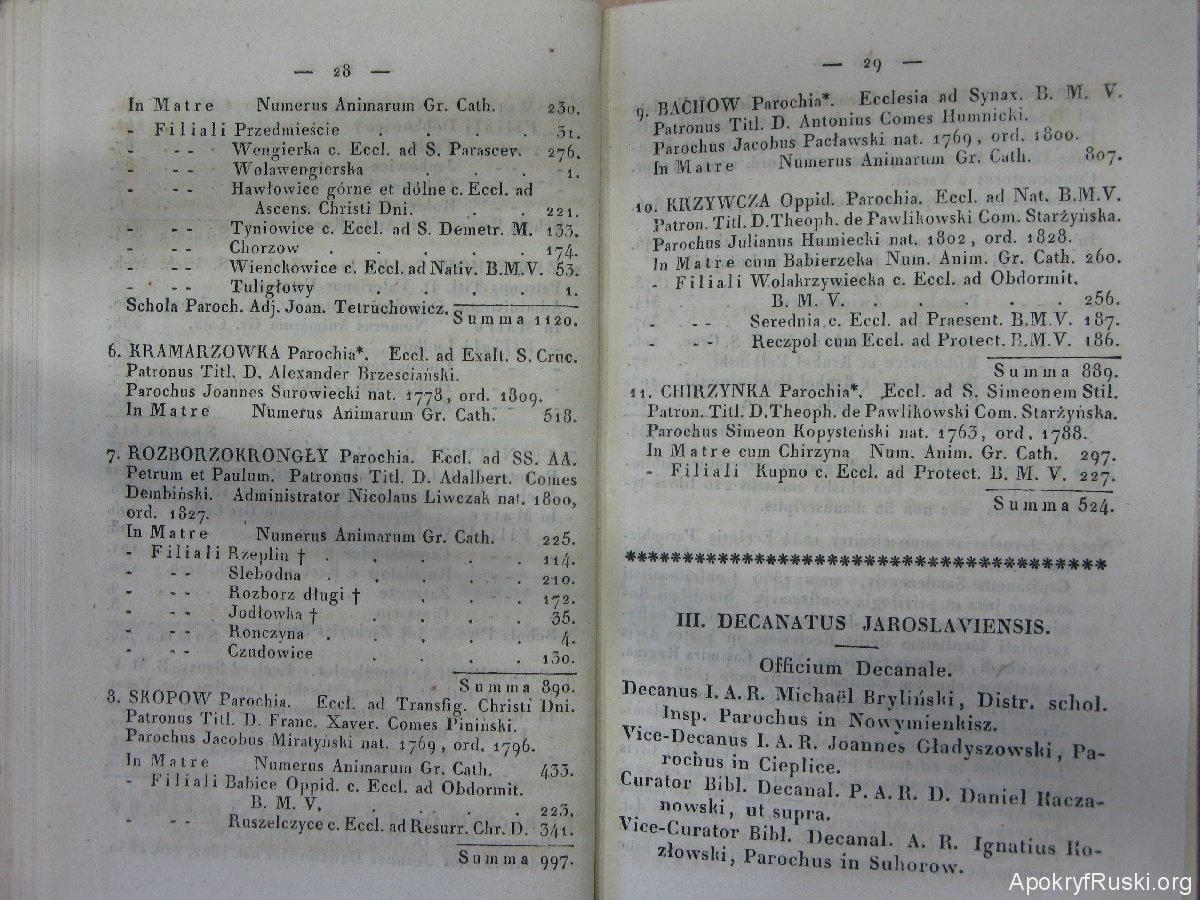 — 28 —
In Matre Numerus Animarum Gr. Cath. 230.
- Filiali Przedmieście . . . . 31.
- - - Wengierka c. Eccl. ad S. Parascev. 276.
- - - Wolawengierska . . . 1.
- - - Hawłowice górne et dólne c. Eccl. ad
Ascens. Christi Dni. . . . 221.
- - - Tyniowice c. Eccl. ad S. Demetr. M. 133.
- - - Chorzow . . . . . 174.
- - - Wienckowice c. Eccl. ad Nativ. B.M.V. 53.
- - - Tuligłowy . . . . 1.
Schola Paroch. Adj. Joan. Tetruchowicz.
Summa 1120.
6. KRAMARZOWKA Parochia*. Eccl. ad Exalt. S. Cruc.
Patronus Titl. D. Alexander Brzesciański.
Parochus Joannes Surowiecki nat. 1778, ord. 1809.
In Matre Numerus Animarum Gr. Cath. 518.
7. ROZBORZOKRONGŁY Parochia. Eccl. ad SS. AA.
Petrum et Paulum. Patronus Titl. D. Adalbert. Comes
Dembiński. Administrator Nicolaus Liwczak nat. 1800,
ord. 1827.
In Matre Numerus Animarum Gr. Cath. 225.
- Filiali Rzeplin † . . . . . 114.
- - - Slebodna . . . . 210.
- - - Rozborz długi † . . . 172.
- - - Jodłowka † . . . . 35.
- - - Ronczyna . . . . . 4.
- - - Czudowice . . . . 130.
Summa 890.
8. SKOPOW Parochia. Eccl. ad Transfig. Christi Dni.
Patronus Titl. D. Franc. Xaver. Comes Pininski.
Parochus Jacobus Miratyński nat. 1769, ord. 1796.
In Matre Numerus Animarum Gr. Cath. 433.
- Filiali Babice Oppid. c. Eccl. ad Obdormit.
B. M. V. . . . . 223.
- - - Ruszelczyce c. Eccl. ad Resurr. Chr. D. 341.
Summa 997.
— 29 —
9. BACHOW Parochia*. Ecclesia ad Synax. B. M. V.
Patronus Titl. D. Antonius Comes Humnicki.
Parochus Jacobus Pacławski nat. 1769, ord. 1800.
In Matre Numerus Animarum Gr. Cath. 807.
10. KRZYWCZA Oppid. Parochia. Eccl. ad Nat. B.M.V.
Patron. Titl. D. Theoph. de Pawlikowski Com. Starżyńska.
Parochus Julianus Humiecki nat. 1802, ord. 1828.
In Matre cum Babierzeka Num. Anim. Gr. Cath. 260.
- Filiali Wolakrzywiecka c. Eccl. ad Obdormit.
B. M. V. . . . . 256.
- - - Serednia c. Eccl. ad Praesent. B.M.V. 187.
- - - Reczpol cum Eccl. ad Protect. B.M.V. 186.
Summa 889.
11. CHIRZYNKA Parochia*. Eccl. ad S. Simeonem Stil.
Patron. Titl. D. Theoph. de Pawlikowski Com. Starżyńska.
Parochus Simeon Kopysteński nat. 1763, ord. 1788.
In Matre cum Chirzyna Num. Anim. Gr. Cath. 297.
- Filiali Kupno c. Eccl. ad Protect. B. M. V. 227.
Summa 524.
III. DECANATUS JAROSLAVIENSIS.
Officium Decanale.
Decanus I. A. R. Michaël Bryliński, Distr. schol.
Insp. Parochus in Nowymienkisz.
Vice-Decanus I. A. R. Joannes Gładyszowski, Pa-
rochus in Cieplice.
Curator Bibl. Decanal. P. A. R. D. Daniel Kacza-
nowski, ut supra.
Vice-Curator Bibl. Decanal. A. R. Ignatius Ko-
złowski, Parochus in Suhorow.
ApokryfRuski.org